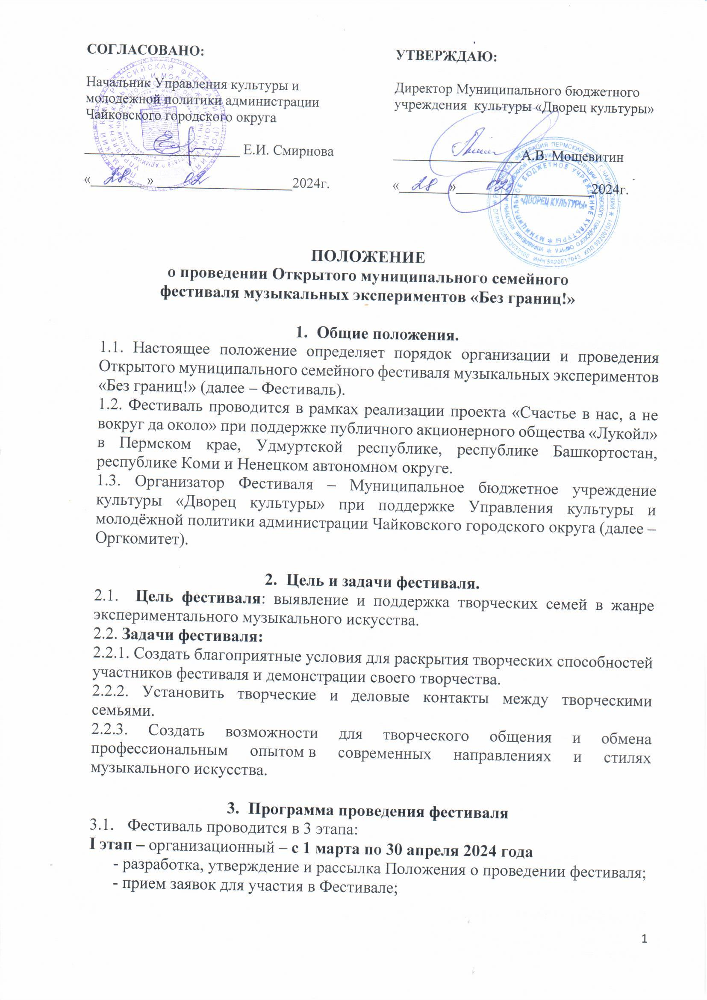 СОГЛАСОВАНО:
Начальник Управления культуры и
молодежной политики администрации
Чайковского городского округа
Е.И. Смирнова
« 28 » 02 2024г.
УТВЕРЖДАЮ:
Директор Муниципального бюджетного
учреждения культуры «Дворец культуры»
А.В. Мощевитин
« 28 » 02 2024г.
«ДВОРЕЦ КУЛЬТУРЫ»
МУНИЦИПАЛЬНОЕ БЮДЖЕТНОЕ УЧРЕЖДЕНИЕ КУЛЬТУРЫ
ОГРН 1025902032100 ИНН 5920017043 КПП 592001001
ПОЛОЖЕНИЕ
о проведении Открытого муниципального семейного
фестиваля музыкальных экспериментов «Без границ!»
1. Общие положения.
1.1. Настоящее положение определяет порядок организации и проведения
Открытого муниципального семейного фестиваля музыкальных экспериментов
«Без границ!» (далее – Фестиваль).
1.2. Фестиваль проводится в рамках реализации проекта «Счастье в нас, а не
вокруг да около» при поддержке публичного акционерного общества «Лукойл»
в Пермском крае, Удмуртской республике, республике Башкортостан,
республике Коми и Ненецком автономном округе.
1.3. Организатор Фестиваля – Муниципальное бюджетное учреждение
культуры «Дворец культуры» при поддержке Управления культуры и
молодёжной политики администрации Чайковского городского округа (далее –
Оргкомитет).
2. Цель и задачи фестиваля.
2.1. Цель фестиваля: выявление и поддержка творческих семей в жанре
экспериментального музыкального искусства.
2.2. Задачи фестиваля:
2.2.1. Создать благоприятные условия для раскрытия творческих способностей
участников фестиваля и демонстрации своего творчества.
2.2.2. Установить творческие и деловые контакты между творческими
семьями.
2.2.3. Создать возможности для творческого общения и обмена
профессиональным опытом в современных направлениях и стилях
музыкального искусства.
3. Программа проведения фестиваля
3.1. Фестиваль проводится в 3 этапа:
I этап – организационный – с 1 марта по 30 апреля 2024 года
- разработка, утверждение и рассылка Положения о проведении фестиваля;
- прием заявок для участия в Фестивале;
1